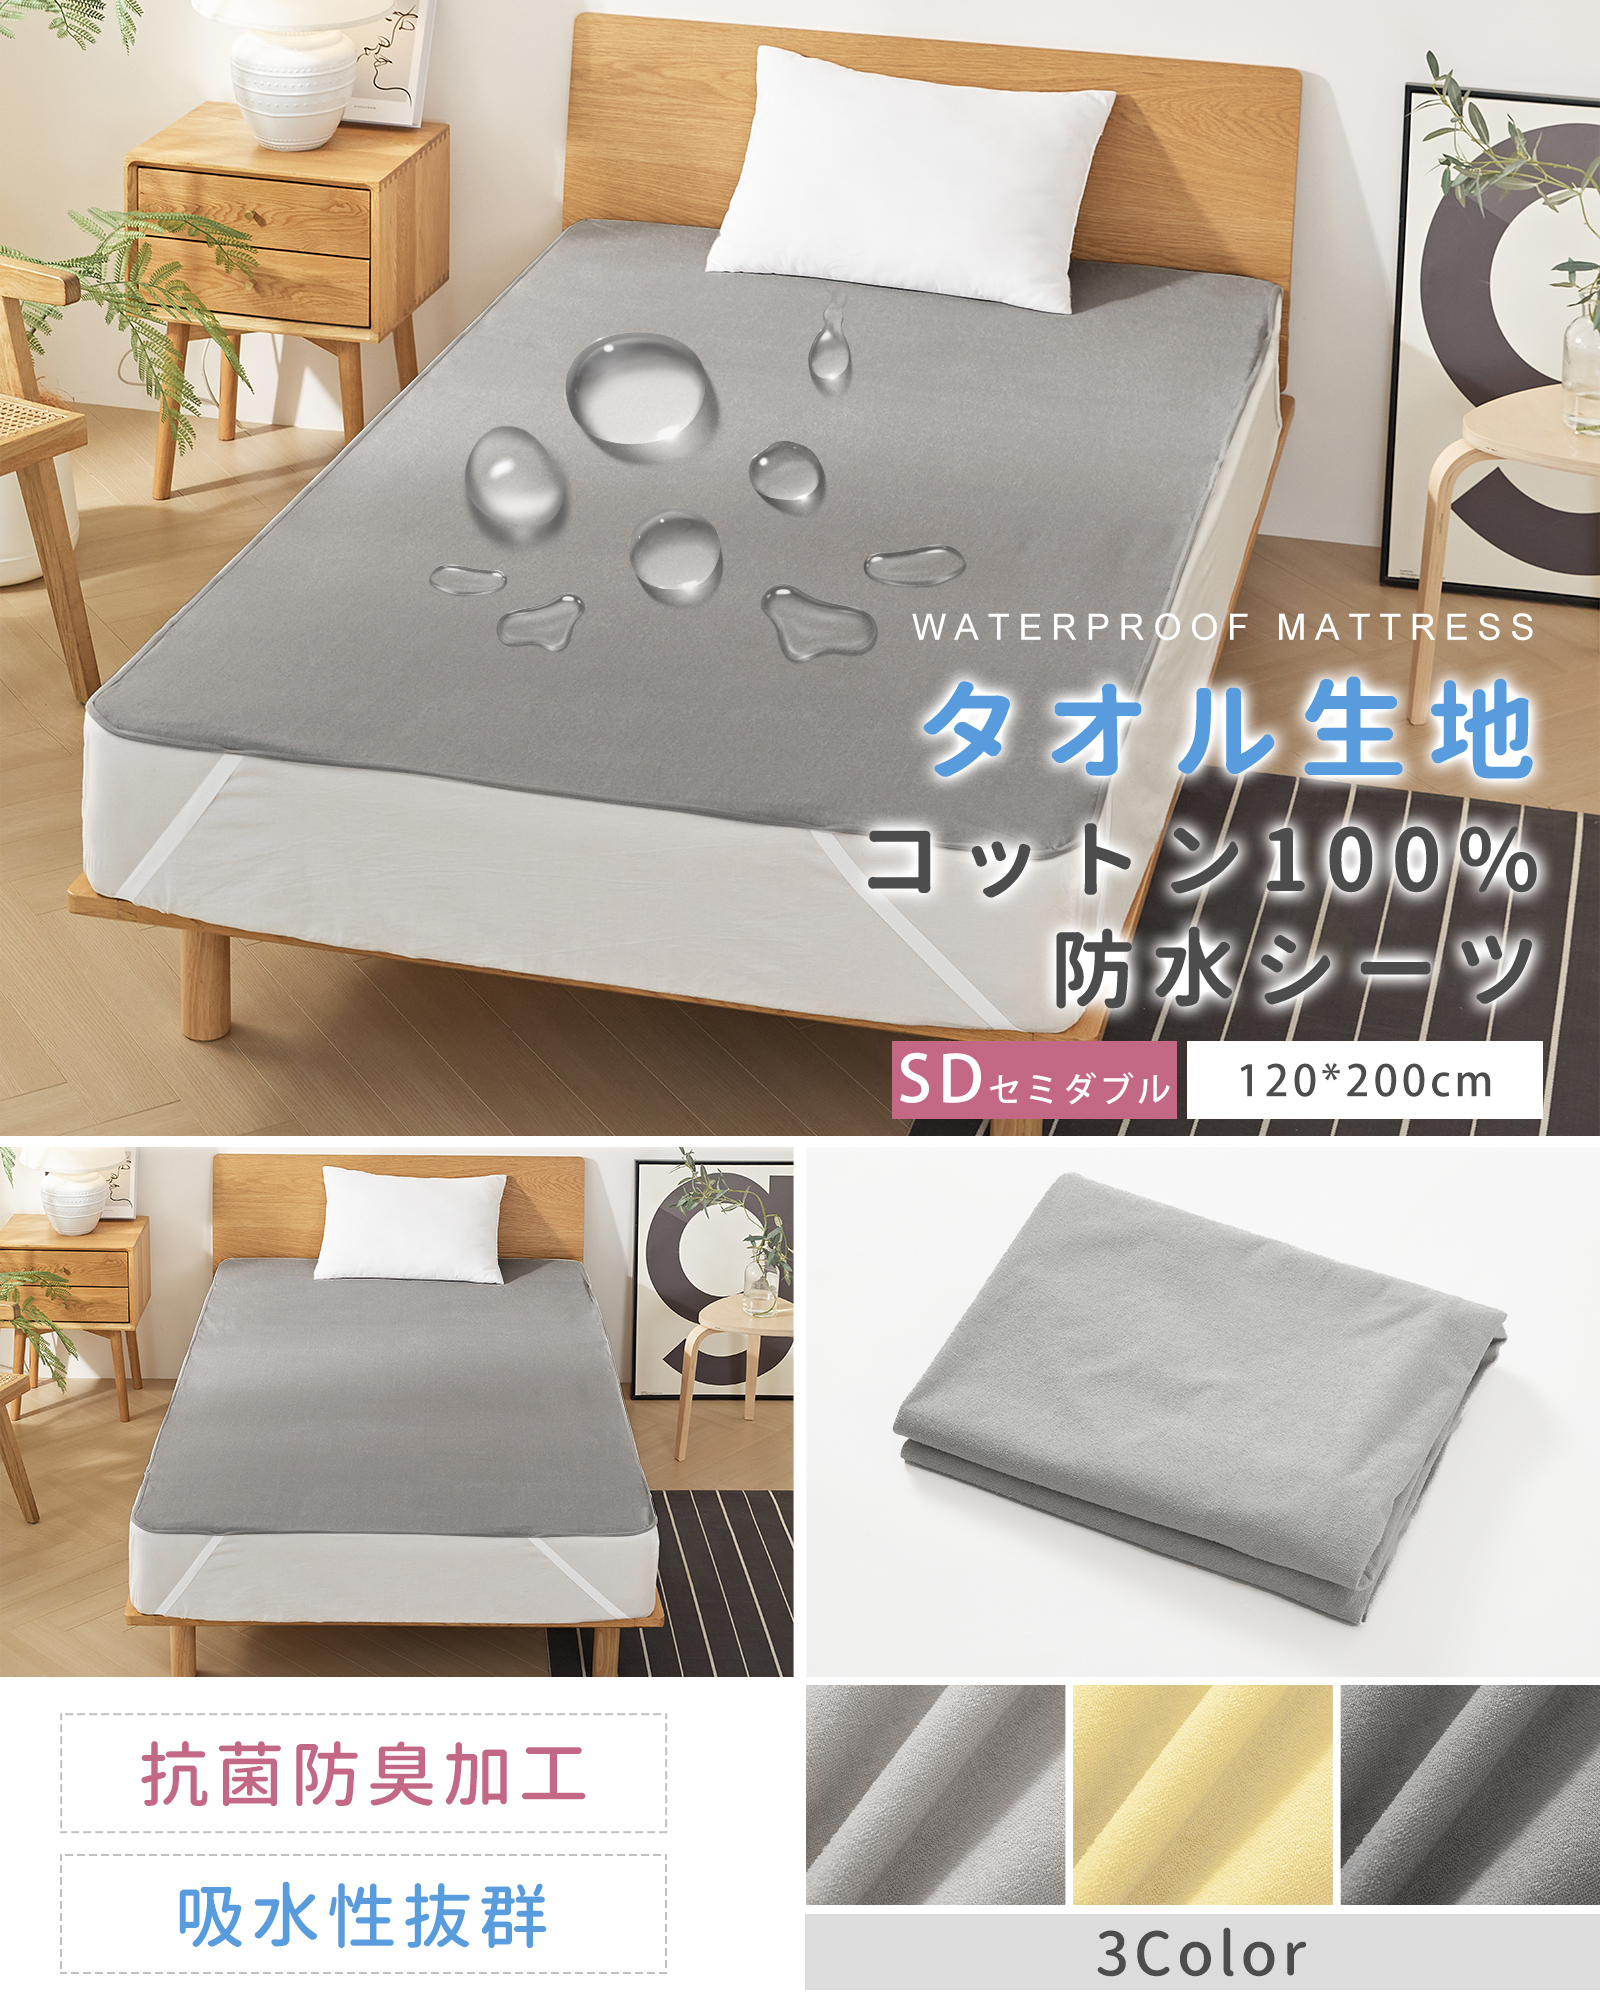 WATERPROOF MATTRESS
タオル生地
コットン100%
防水シーツ
SDセミダブル
120*200cm
抗菌防臭加工
吸水性抜群
3Color